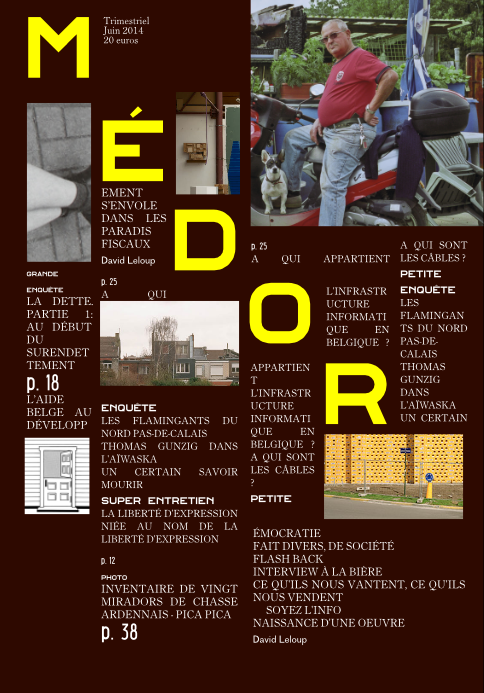 M
Trimestriel
Juin 2014
20 euros
É
D
O
R
GRANDE
ENQUÊTE
LA DETTE.
PARTIE 1:
AU DÉBUT
DU
SURENDET
TEMENT
p. 18
L'AIDE
BELGE AU
DÉVELOPP
EMENT
S'ENVOLE
DANS LES
PARADIS
FISCAUX
David Leloup
p. 25
A QUI
ENQUÊTE
LES FLAMINGANTS DU
NORD PAS-DE-CALAIS
THOMAS GUNZIG DANS
L'AÏWASKA
UN CERTAIN SAVOIR
MOURIR
SUPER ENTRETIEN
LA LIBERTÉ D'EXPRESSION
NIÉE AU NOM DE LA
LIBERTÉ D'EXPRESSION
p. 12
PHOTO
INVENTAIRE DE VINGT
MIRADORS DE CHASSE
ARDENNAIS - PICA PICA
p. 38
p. 25
A QUI APPARTIENT
APPARTIEN
T
L'INFRASTR
UCTURE
INFORMATI
QUE EN
BELGIQUE ?
A QUI SONT
LES CÂBLES
?
PETITE
L'INFRASTR
UCTURE
INFORMATI
QUE EN
BELGIQUE ?
A QUI SONT
LES CÂBLES ?
PETITE
ENQUÊTE
LES
FLAMINGAN
TS DU NORD
PAS-DE-
CALAIS
THOMAS
GUNZIG
DANS
L'AÏWASKA
UN CERTAIN
ÉMOCRATIE
FAIT DIVERS, DE SOCIÉTÉ
FLASH BACK
INTERVIEW À LA BIÈRE
CE QU'ILS NOUS VANTENT, CE QU'ILS
NOUS VENDENT
SOYEZ L'INFO
NAISSANCE D'UNE OEUVRE
David Leloup